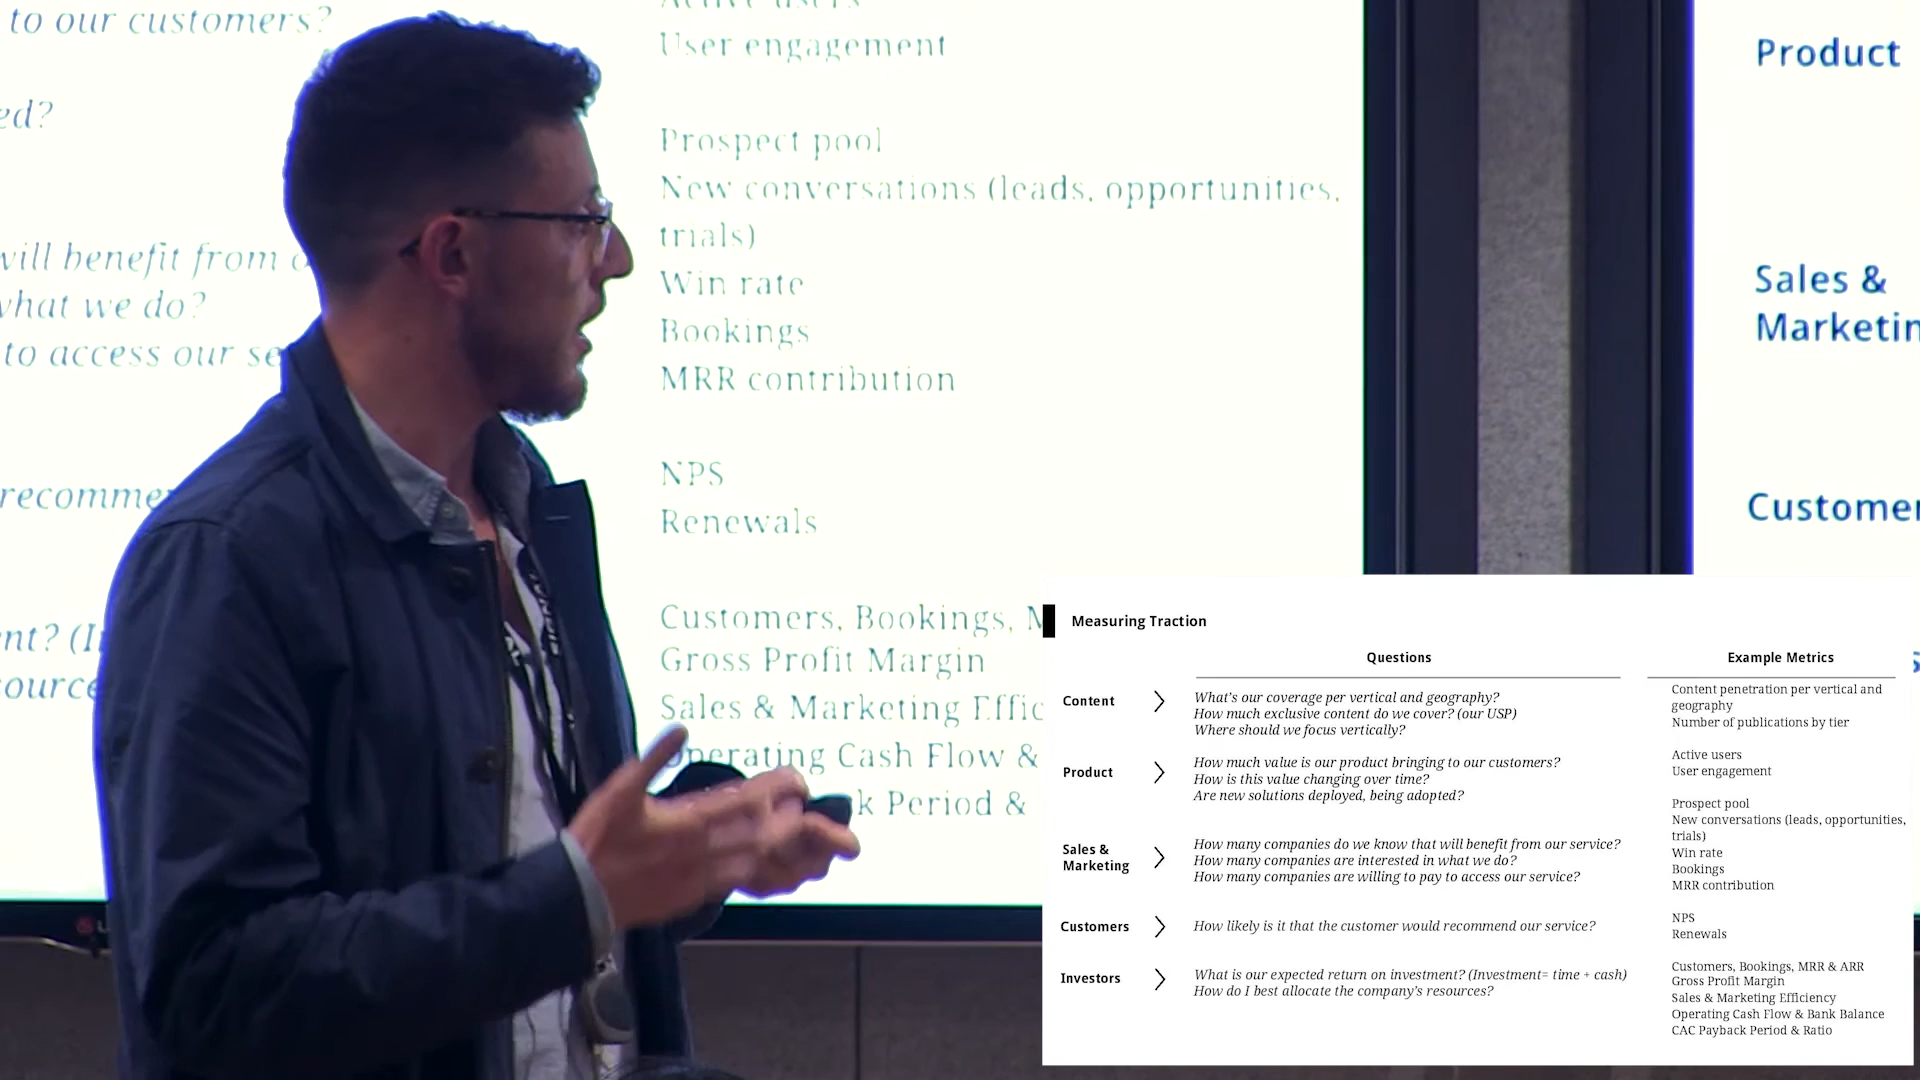 to our customers?
ed?
will benefit from
what we do?
to access our se
recomme
ent? (I
source
Active users
User engagement
Prospect pool
New conversations (leads, opportunities,
trials)
Win rate
Bookings
MRR contribution
NPS
Renewals
Customers, Bookings, M
Gross Profit Margin
Sales & Marketing Effic
Operating Cash Flow &
k Period &
Product
Sales &
Marketin
Customer
Measuring Traction
Questions
Example Metrics
Content
What's our coverage per vertical and geography?
How much exclusive content do we cover? (our USP)
Where should we focus vertically?
Content penetration per vertical and
geography
Number of publications by tier
Product
How much value is our product bringing to our customers?
How is this value changing over time?
Are new solutions deployed, being adopted?
Active users
User engagement
Sales &
Marketing
How many companies do we know that will benefit from our service?
How many companies are interested in what we do?
How many companies are willing to pay to access our service?
Prospect pool
New conversations (leads, opportunities,
trials)
Win rate
Bookings
MRR contribution
Customers
How likely is it that the customer would recommend our service?
NPS
Renewals
Investors
What is our expected return on investment? (Investment= time + cash)
How do I best allocate the company's resources?
Customers, Bookings, MRR & ARR
Gross Profit Margin
Sales & Marketing Efficiency
Operating Cash Flow & Bank Balance
CAC Payback Period & Ratio